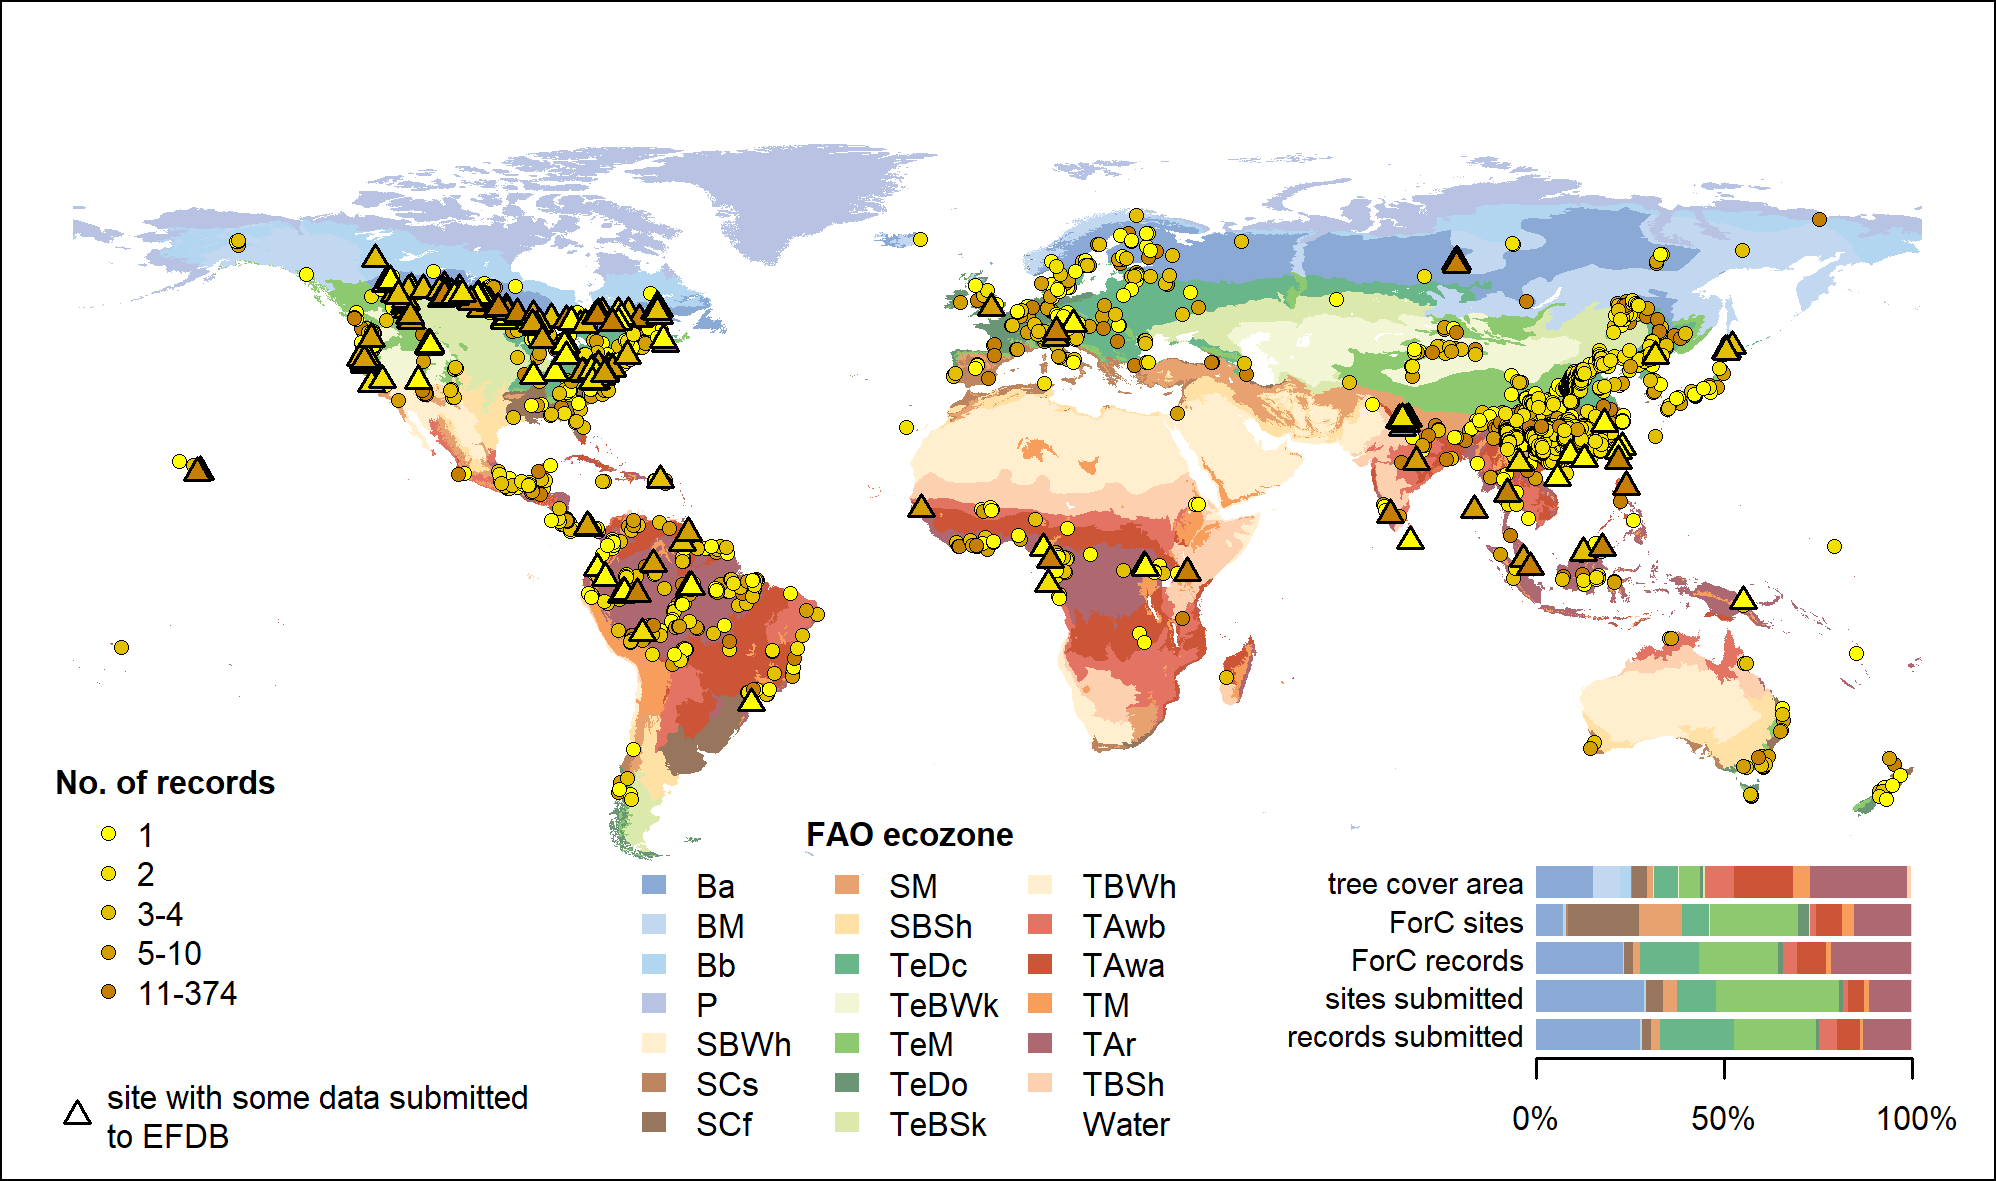 No. of records
1
2
3-4
5-10
11-374
site with some data submitted
to EFDB
FAO ecozone
Ba
BM
Bb
P
SBWh
SCs
SCf
SM
SBSh
TeDc
TeBWk
TeM
TeDo
TeBSk
TBWh
TAwb
TAwa
TM
TAr
TBSh
Water
tree cover area
ForC sites
ForC records
sites submitted
records submitted
0% 50% 100%